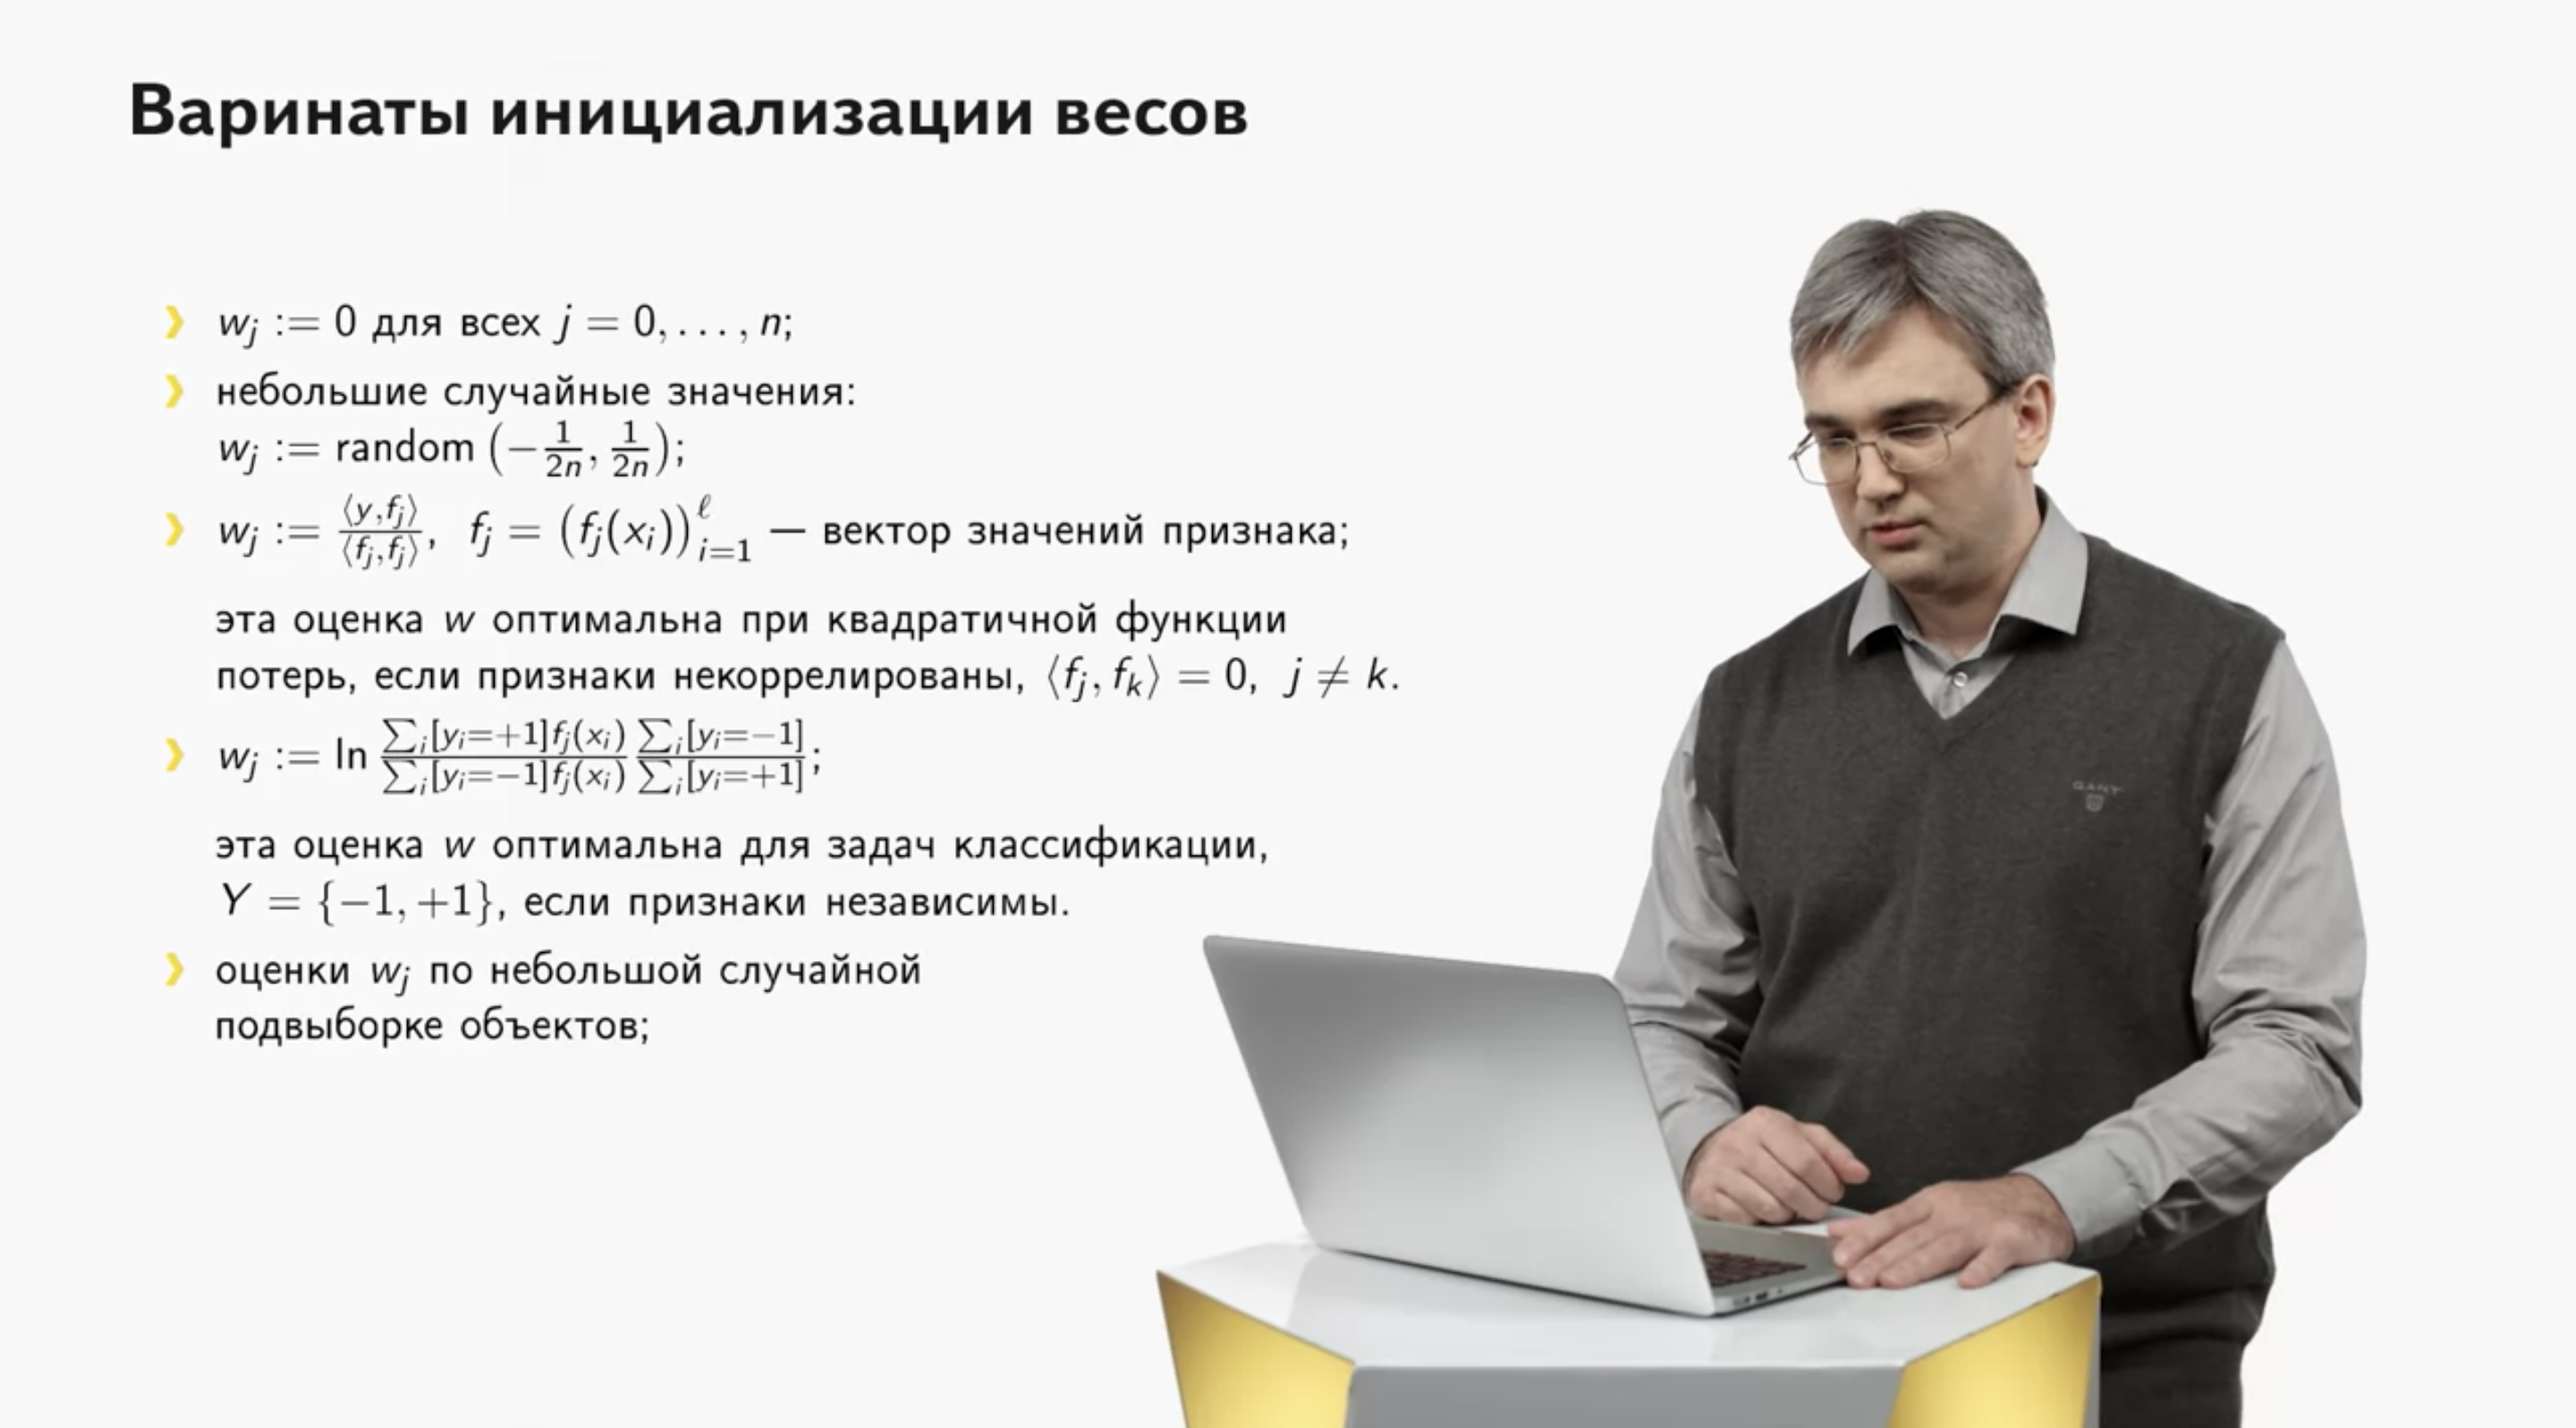 Варинаты инициализации весов
w_j := 0 для всех j = 0, . . . , n;
небольшие случайные значения:
w_j := random (−1/2n, 1/2n);
w_j := ⟨y,f_j⟩/⟨f_j,f_j⟩, f_j = (f_j(x_i))_{i=1}^ℓ — вектор значений признака;
эта оценка w оптимальна при квадратичной функции
потерь, если признаки некоррелированы, ⟨f_j, f_k⟩ = 0, j ≠ k.
w_j := ln ∑_i[y_i=+1]f_j(x_i)/∑_i[y_i=−1]f_j(x_i) ∑_i[y_i=−1]/∑_i[y_i=+1];
эта оценка w оптимальна для задач классификации,
Y = {−1, +1}, если признаки независимы.
оценки w_j по небольшой случайной
подвыборке объектов;
GANT